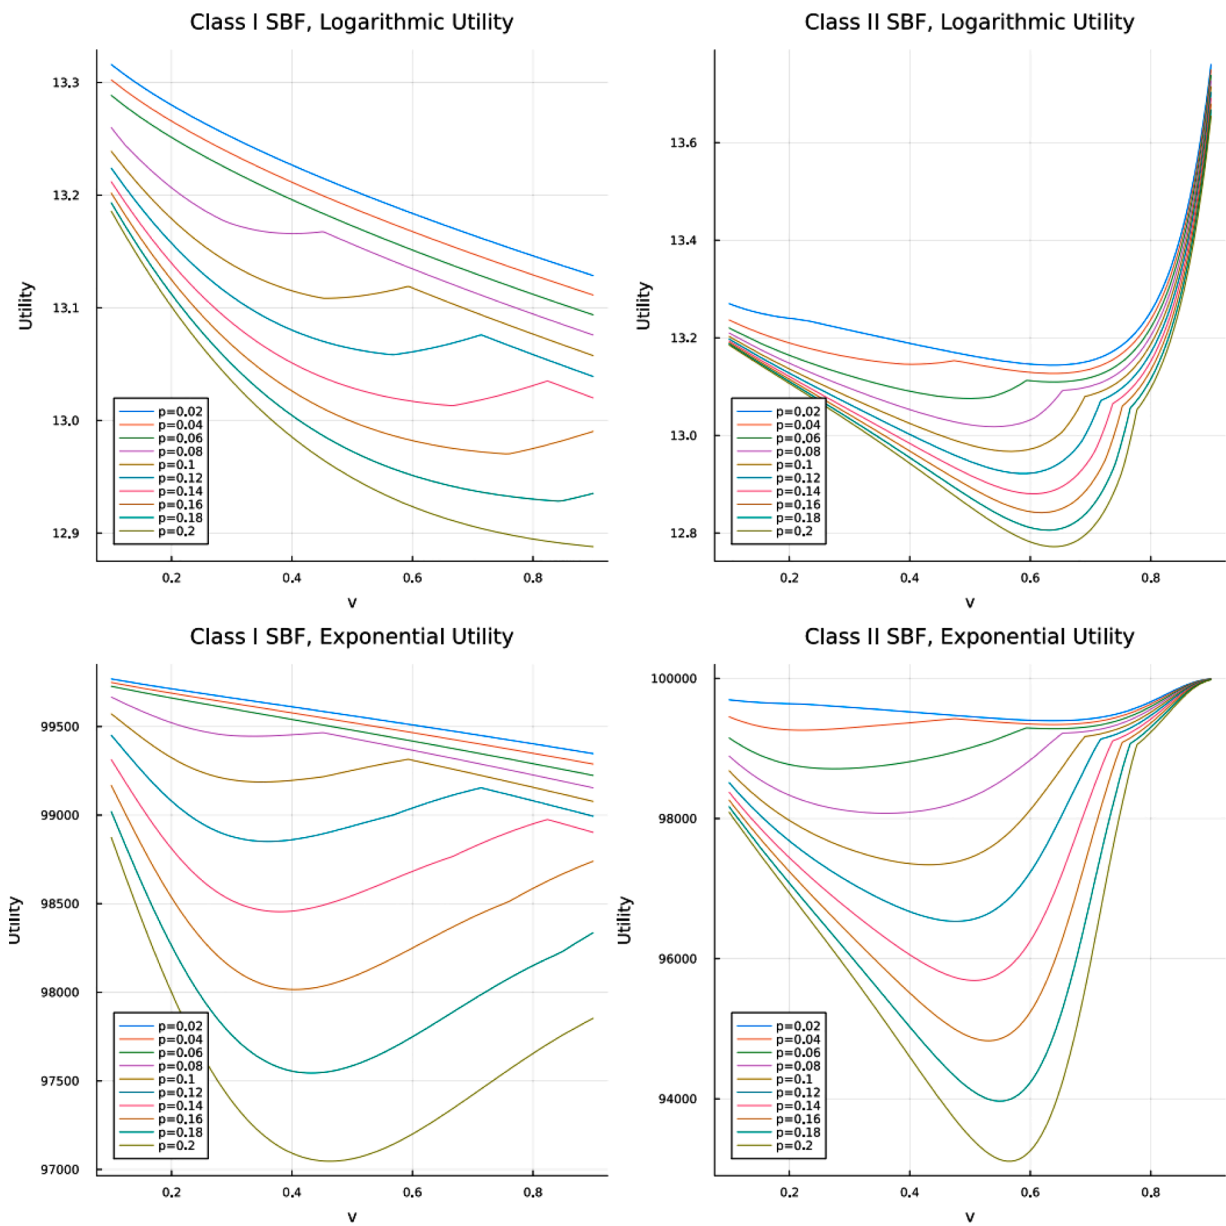 Class I SBF, Logarithmic Utility
13.3
13.2
13.1
13.0
12.9
Utility
p=0.02
p=0.04
p=0.06
p=0.08
p=0.1
p=0.12
p=0.14
p=0.16
p=0.18
p=0.2
0.2 0.4 0.6 0.8
v
Class II SBF, Logarithmic Utility
13.6
13.4
13.2
13.0
12.8
Utility
p=0.02
p=0.04
p=0.06
p=0.08
p=0.1
p=0.12
p=0.14
p=0.16
p=0.18
p=0.2
0.2 0.4 0.6 0.8
v
Class I SBF, Exponential Utility
99500
99000
98500
98000
97500
97000
Utility
p=0.02
p=0.04
p=0.06
p=0.08
p=0.1
p=0.12
p=0.14
p=0.16
p=0.18
p=0.2
0.2 0.4 0.6 0.8
v
Class II SBF, Exponential Utility
100000
98000
96000
94000
Utility
p=0.02
p=0.04
p=0.06
p=0.08
p=0.1
p=0.12
p=0.14
p=0.16
p=0.18
p=0.2
0.2 0.4 0.6 0.8
v